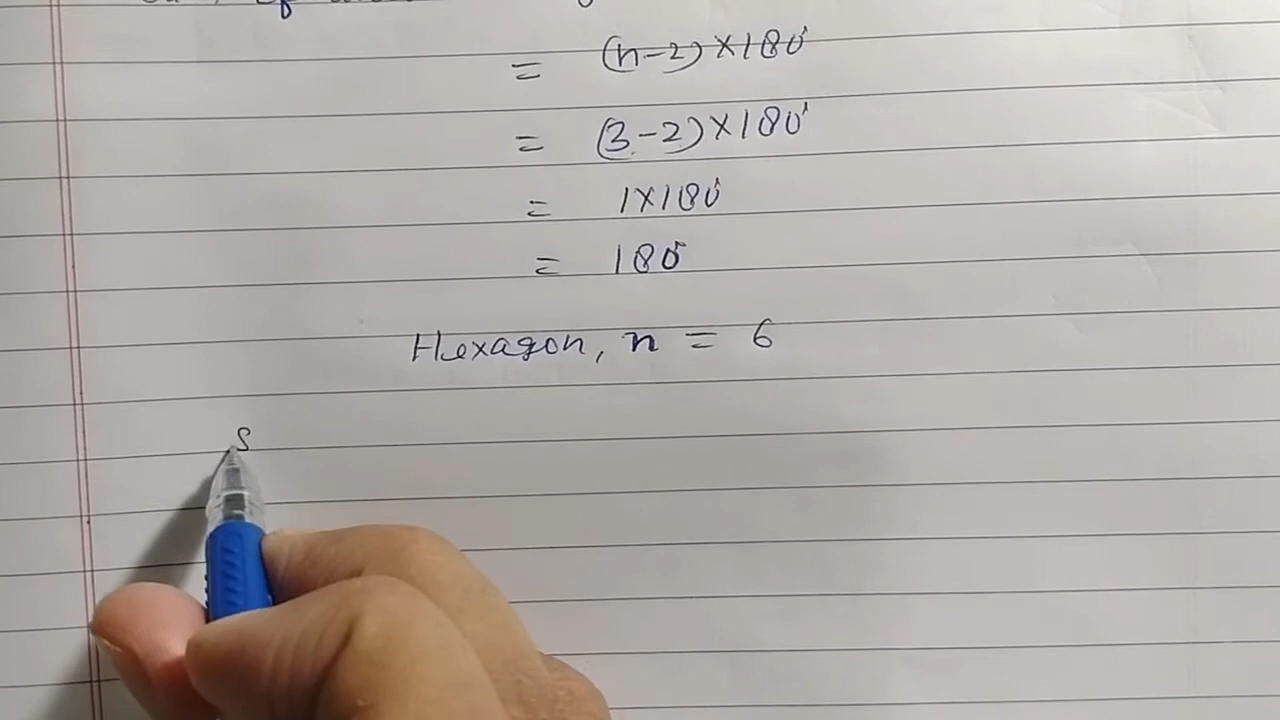 = (n-2)×180°
= (3-2)×180°
= 1×180°
= 180°
Hexagon, n = 6
S